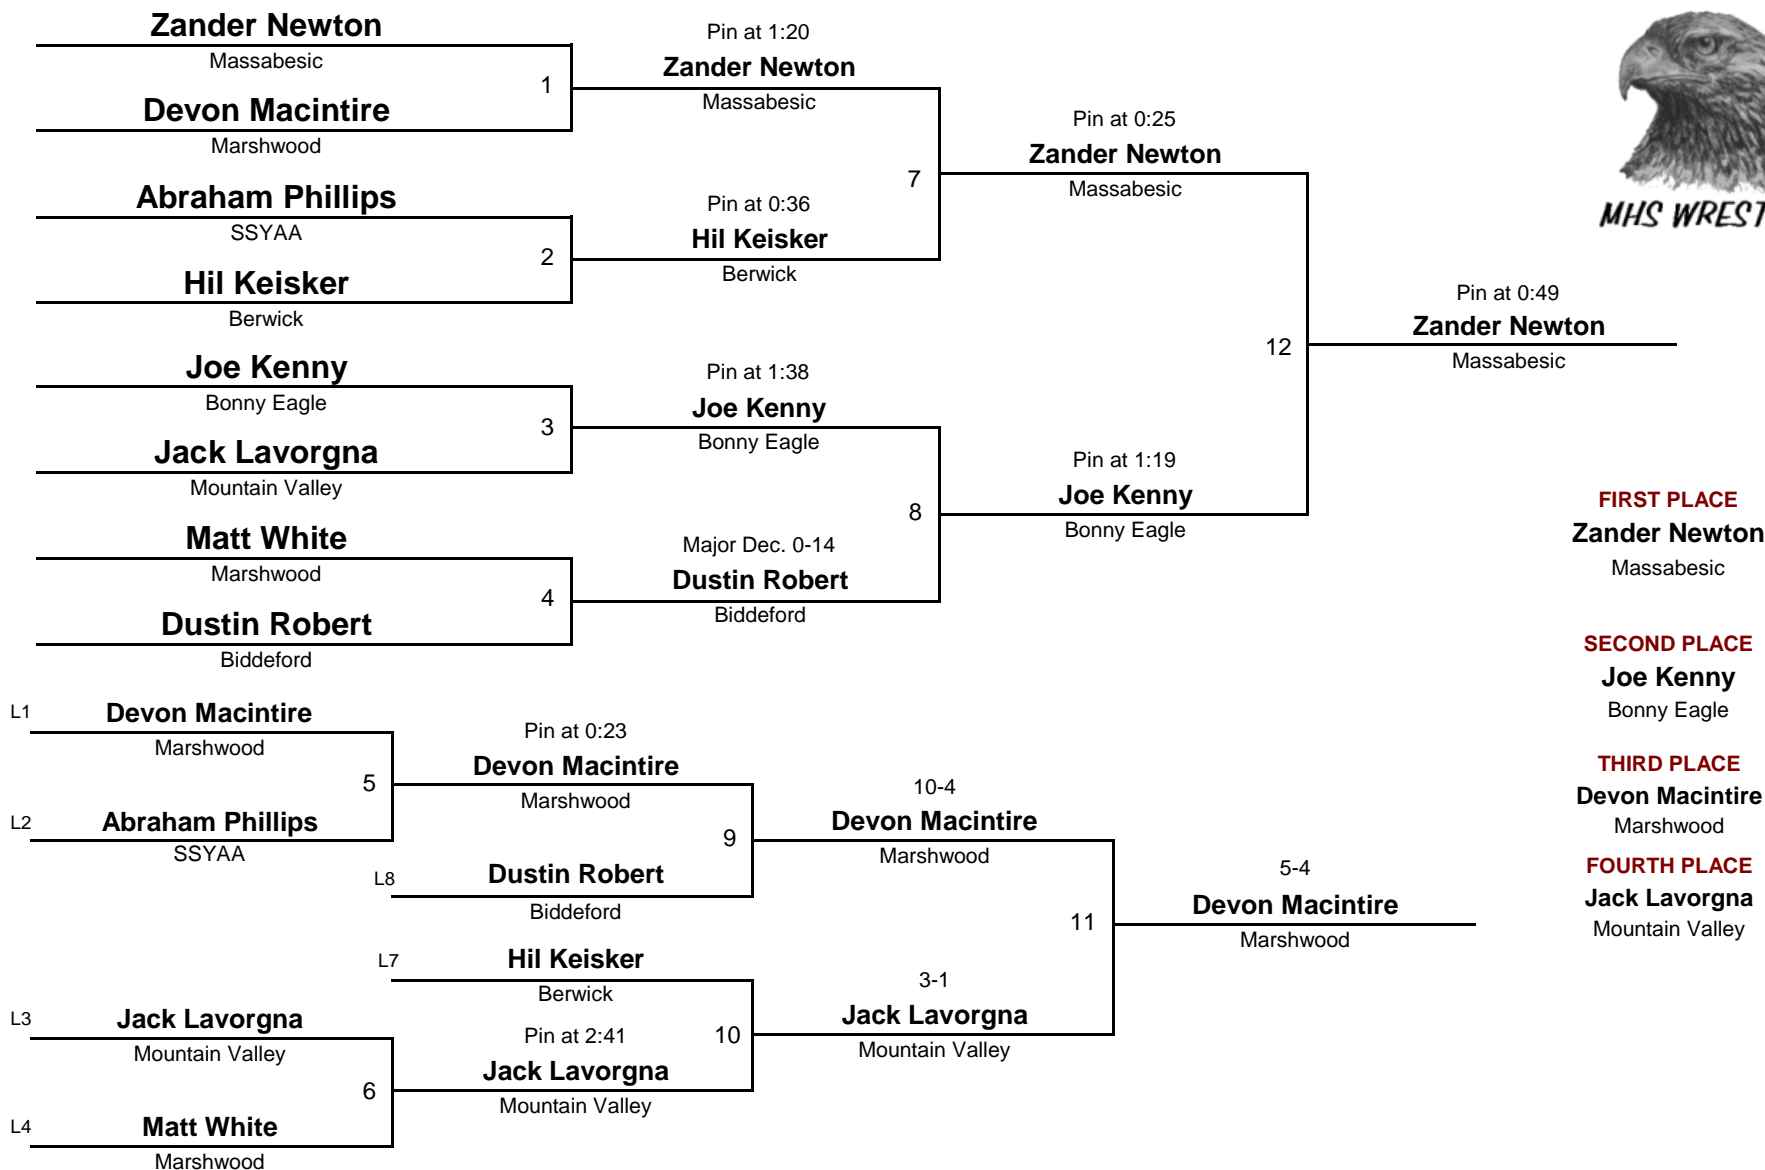 Zander Newton
Massabesic
1
Devon Macintire
Marshwood
Abraham Phillips
SSYAA
2
Hil Keisker
Berwick
Joe Kenny
Bonny Eagle
3
Jack Lavorgna
Mountain Valley
Matt White
Marshwood
4
Dustin Robert
Biddeford
Pin at 1:20
Zander Newton
Massabesic
7
Pin at 0:36
Hil Keisker
Berwick
Pin at 1:38
Joe Kenny
Bonny Eagle
8
Major Dec. 0-14
Dustin Robert
Biddeford
Pin at 0:25
Zander Newton
Massabesic
12
Pin at 1:19
Joe Kenny
Bonny Eagle
Pin at 0:49
Zander Newton
Massabesic
MHS WREST
FIRST PLACE
Zander Newton
Massabesic
SECOND PLACE
Joe Kenny
Bonny Eagle
THIRD PLACE
Devon Macintire
Marshwood
FOURTH PLACE
Jack Lavorgna
Mountain Valley
L1 Devon Macintire
Marshwood
5
L2 Abraham Phillips
SSYAA
Pin at 0:23
Devon Macintire
Marshwood
9
L8 Dustin Robert
Biddeford
L7 Hil Keisker
Berwick
10
L3 Jack Lavorgna
Mountain Valley
6
L4 Matt White
Marshwood
Pin at 2:41
Jack Lavorgna
Mountain Valley
10-4
Devon Macintire
Marshwood
11
3-1
Jack Lavorgna
Mountain Valley
5-4
Devon Macintire
Marshwood